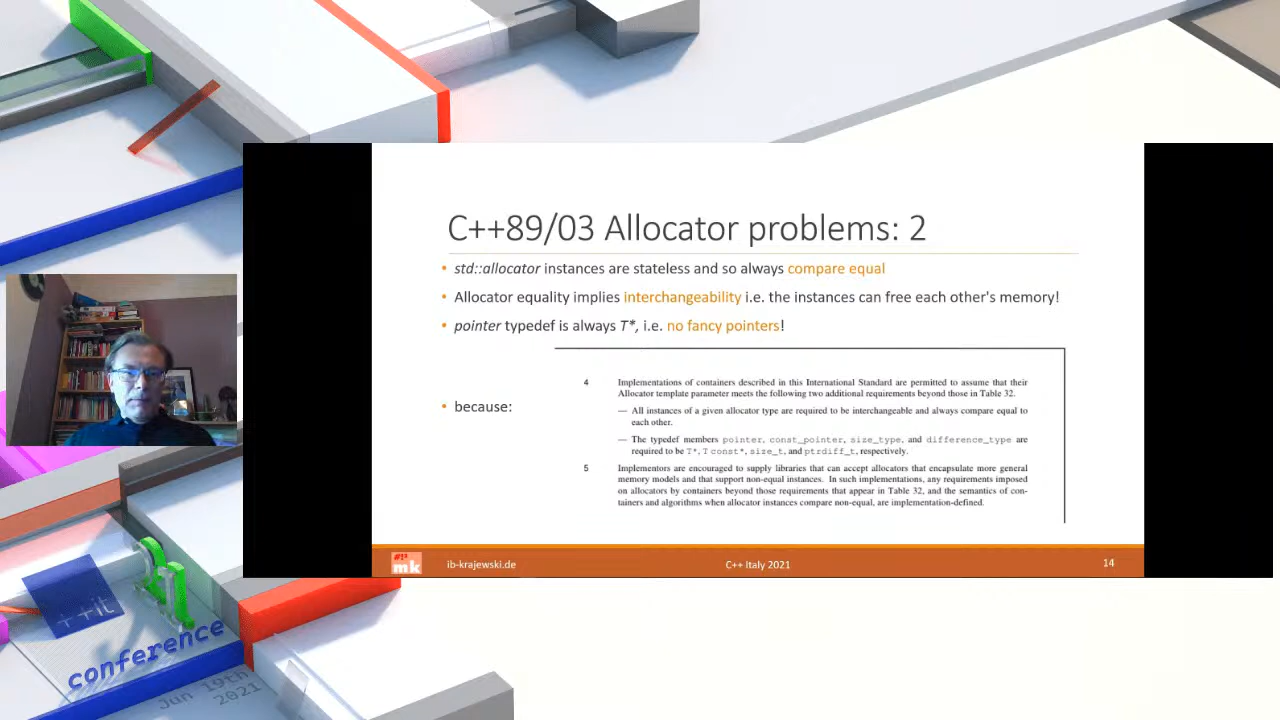 C++89/03 Allocator problems: 2
• std::allocator instances are stateless and so always compare equal
• Allocator equality implies interchangeability i.e. the instances can free each other's memory!
• pointer typedef is always T*, i.e. no fancy pointers!
• because:
4 Implementations of containers described in this International Standard are permitted to assume that their
Allocator template parameter meets the following two additional requirements beyond those in Table 32.
— All instances of a given allocator type are required to be interchangeable and always compare equal to
each other.
— The typedef members pointer, const_pointer, size_type, and difference_type are
required to be T*, T const*, size_t, and ptrdiff_t, respectively.
5 Implementors are encouraged to supply libraries that can accept allocators that encapsulate more general
memory models and that support non-equal instances. In such implementations, any requirements imposed
on allocators by containers beyond those requirements that appear in Table 32, and the semantics of con-
tainers and algorithms when allocator instances compare non-equal, are implementation-defined.
mk
ib-krajewski.de
C++ Italy 2021
14
++it
conference
Jun 19th
2021